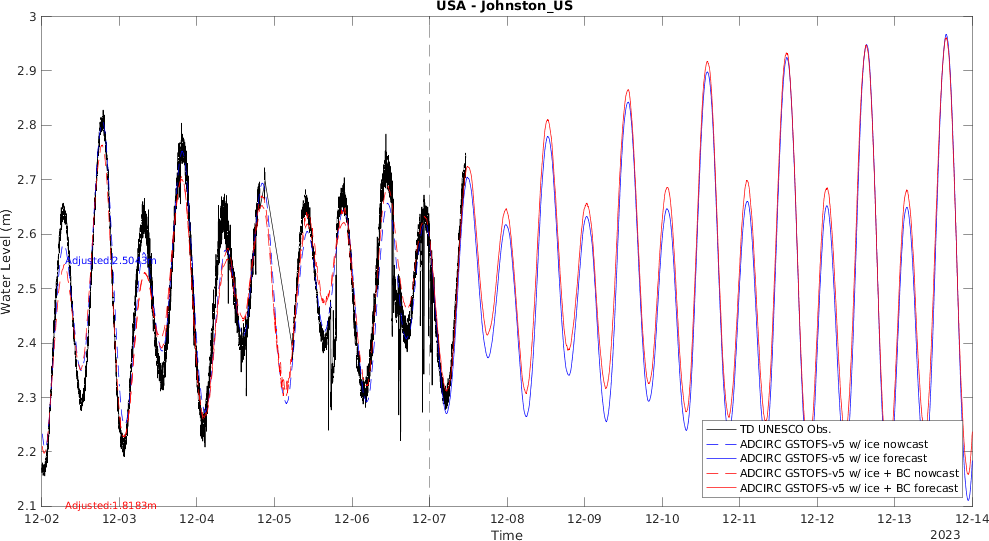 USA - Johnston_US
3
2.9
2.8
2.7
2.6
2.5
2.4
2.3
2.2
2.1
Water Level (m)
Adjusted:2.5043m
Adjusted:1.8183m
TD UNESCO Obs.
ADCIRC GSTOFS-v5 w/ ice nowcast
ADCIRC GSTOFS-v5 w/ ice forecast
ADCIRC GSTOFS-v5 w/ ice + BC nowcast
ADCIRC GSTOFS-v5 w/ ice + BC forecast
12-02 12-03 12-04 12-05 12-06 12-07 12-08 12-09 12-10 12-11 12-12 12-13 12-14
Time
2023